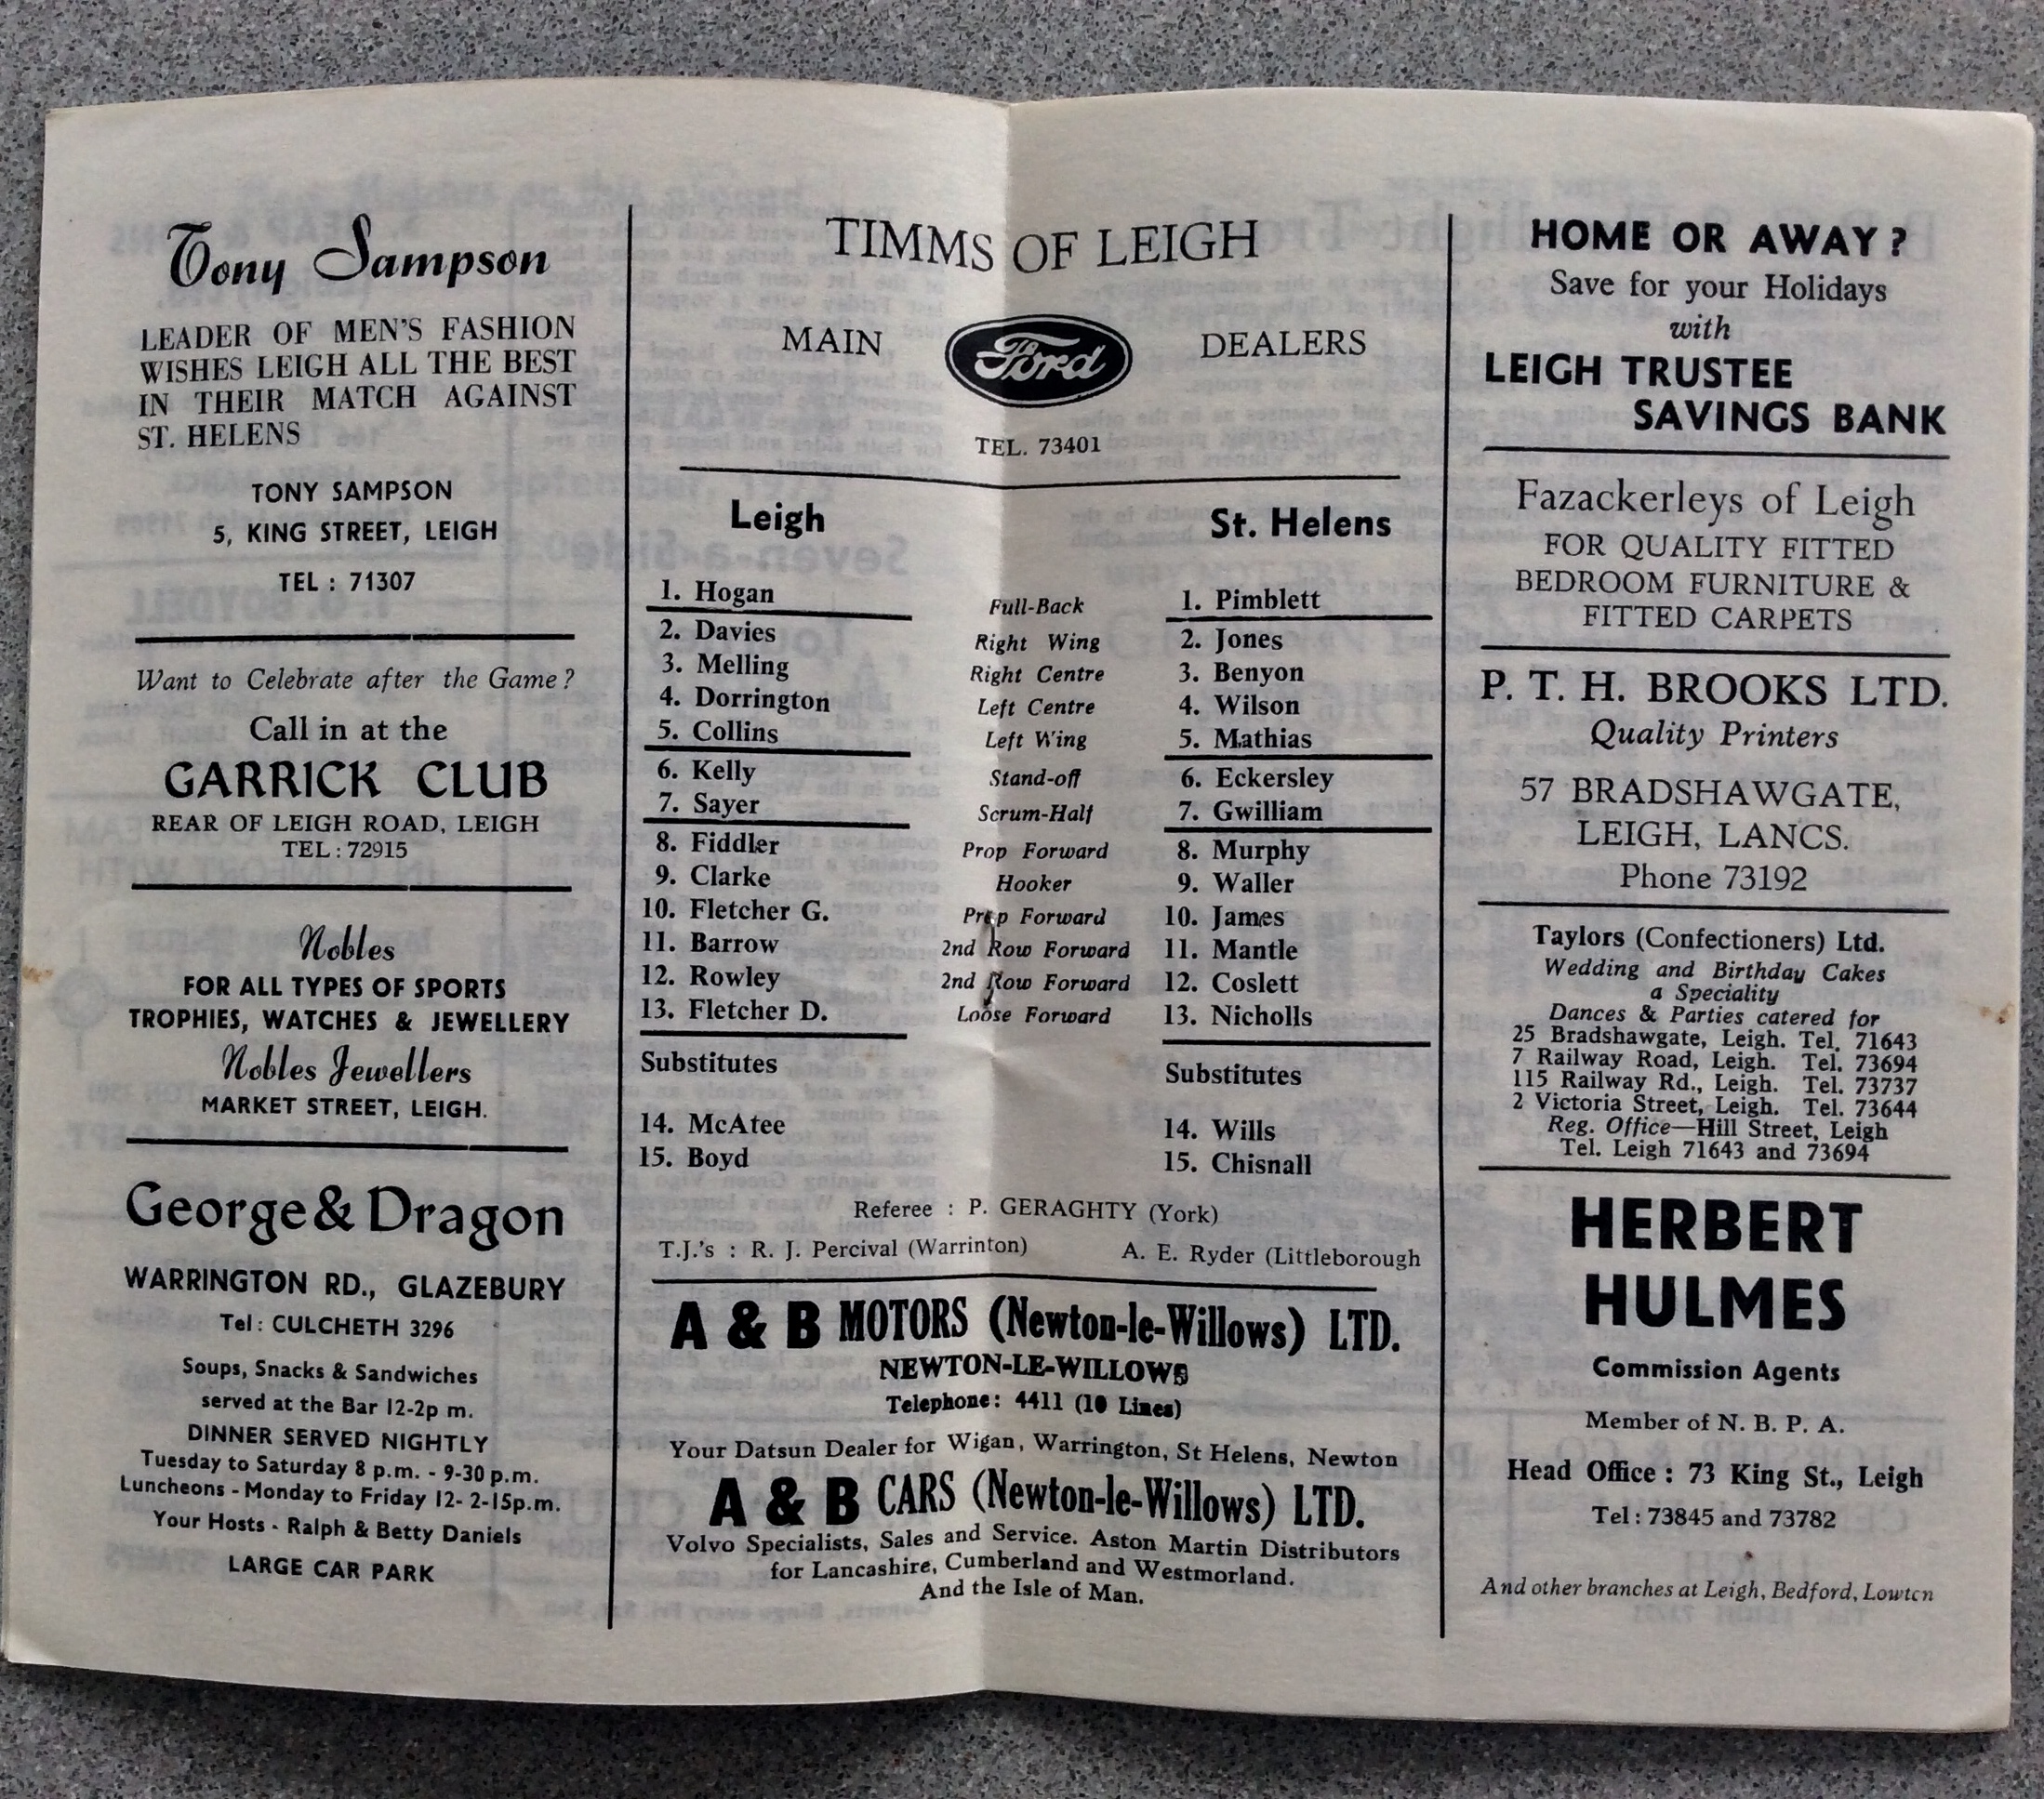 Tony Sampson
LEADER OF MEN'S FASHION
WISHES LEIGH ALL THE BEST
IN THEIR MATCH AGAINST
ST. HELENS
TONY SAMPSON
5, KING STREET, LEIGH
TEL : 71307
Want to Celebrate after the Game ?
Call in at the
GARRICK CLUB
REAR OF LEIGH ROAD, LEIGH
TEL : 72915
Nobles
FOR ALL TYPES OF SPORTS
TROPHIES, WATCHES & JEWELLERY
Nobles Jewellers
MARKET STREET, LEIGH.
George & Dragon
WARRINGTON RD., GLAZEBURY
Tel : CULCHETH 3296
Soups, Snacks & Sandwiches
served at the Bar 12-2p m.
DINNER SERVED NIGHTLY
Tuesday to Saturday 8 p.m. - 9-30 p.m.
Luncheons - Monday to Friday 12- 2-15p.m.
Your Hosts - Ralph & Betty Daniels
LARGE CAR PARK
TIMMS OF LEIGH
MAIN Ford DEALERS
TEL. 73401
Leigh St. Helens
1. Hogan Full-Back 1. Pimblett
2. Davies Right Wing 2. Jones
3. Melling Right Centre 3. Benyon
4. Dorrington Left Centre 4. Wilson
5. Collins Left Wing 5. Mathias
6. Kelly Stand-off 6. Eckersley
7. Sayer Scrum-Half 7. Gwilliam
8. Fiddler Prop Forward 8. Murphy
9. Clarke Hooker 9. Waller
10. Fletcher G. Prop Forward 10. James
11. Barrow 2nd Row Forward 11. Mantle
12. Rowley 2nd Row Forward 12. Coslett
13. Fletcher D. Loose Forward 13. Nicholls
Substitutes Substitutes
14. McAtee 14. Wills
15. Boyd 15. Chisnall
Referee : P. GERAGHTY (York)
T.J.'s : R. J. Percival (Warrinton) A. E. Ryder (Littleborough
A & B MOTORS (Newton-le-Willows) LTD.
NEWTON-LE-WILLOWS
Telephone: 4411 (10 Lines)
Your Datsun Dealer for Wigan, Warrington, St Helens, Newton
A & B CARS (Newton-le-Willows) LTD.
Volvo Specialists, Sales and Service. Aston Martin Distributors
for Lancashire, Cumberland and Westmorland.
And the Isle of Man.
HOME OR AWAY ?
Save for your Holidays
with
LEIGH TRUSTEE
SAVINGS BANK
Fazackerleys of Leigh
FOR QUALITY FITTED
BEDROOM FURNITURE &
FITTED CARPETS
P. T. H. BROOKS LTD.
Quality Printers
57 BRADSHAWGATE,
LEIGH, LANCS.
Phone 73192
Taylors (Confectioners) Ltd.
Wedding and Birthday Cakes
a Speciality
Dances & Parties catered for
25 Bradshawgate, Leigh. Tel. 71643
7 Railway Road, Leigh. Tel. 73694
115 Railway Rd., Leigh. Tel. 73737
2 Victoria Street, Leigh. Tel. 73644
Reg. Office—Hill Street, Leigh
Tel. Leigh 71643 and 73694
HERBERT
HULMES
Commission Agents
Member of N. B. P. A.
Head Office : 73 King St., Leigh
Tel : 73845 and 73782
And other branches at Leigh, Bedford, Lowton